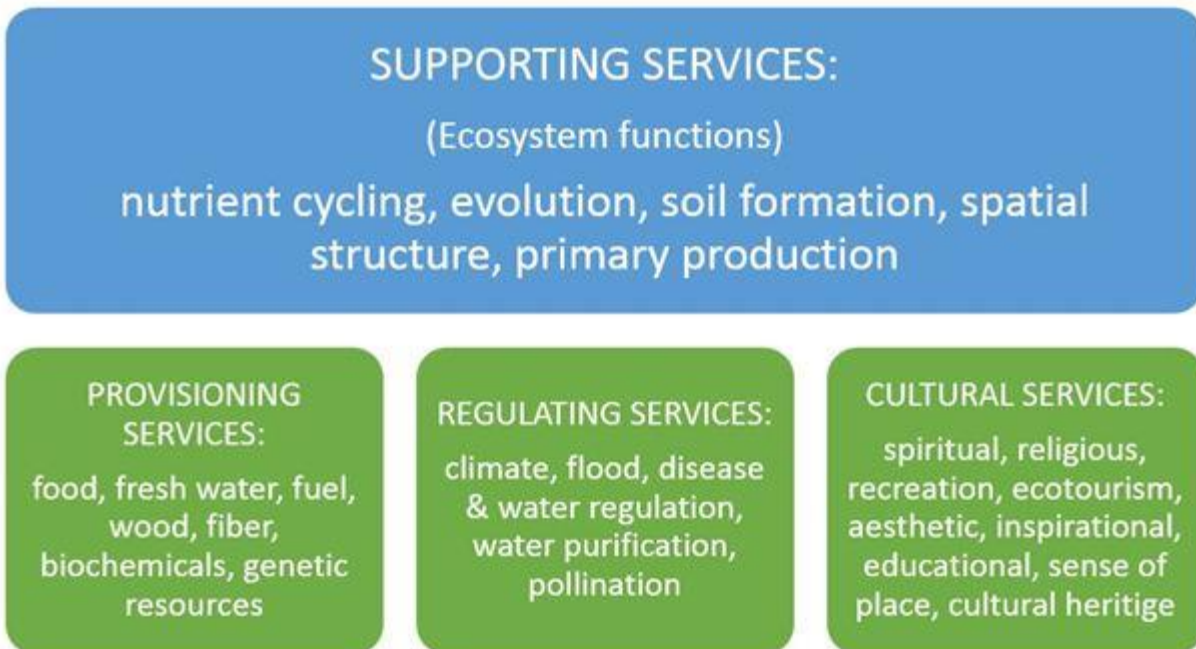 SUPPORTING SERVICES:
(Ecosystem functions)
nutrient cycling, evolution, soil formation, spatial
structure, primary production
PROVISIONING
SERVICES:
food, fresh water, fuel,
wood, fiber,
biochemicals, genetic
resources
REGULATING SERVICES:
climate, flood, disease
& water regulation,
water purification,
pollination
CULTURAL SERVICES:
spiritual, religious,
recreation, ecotourism,
aesthetic, inspirational,
educational, sense of
place, cultural heritige